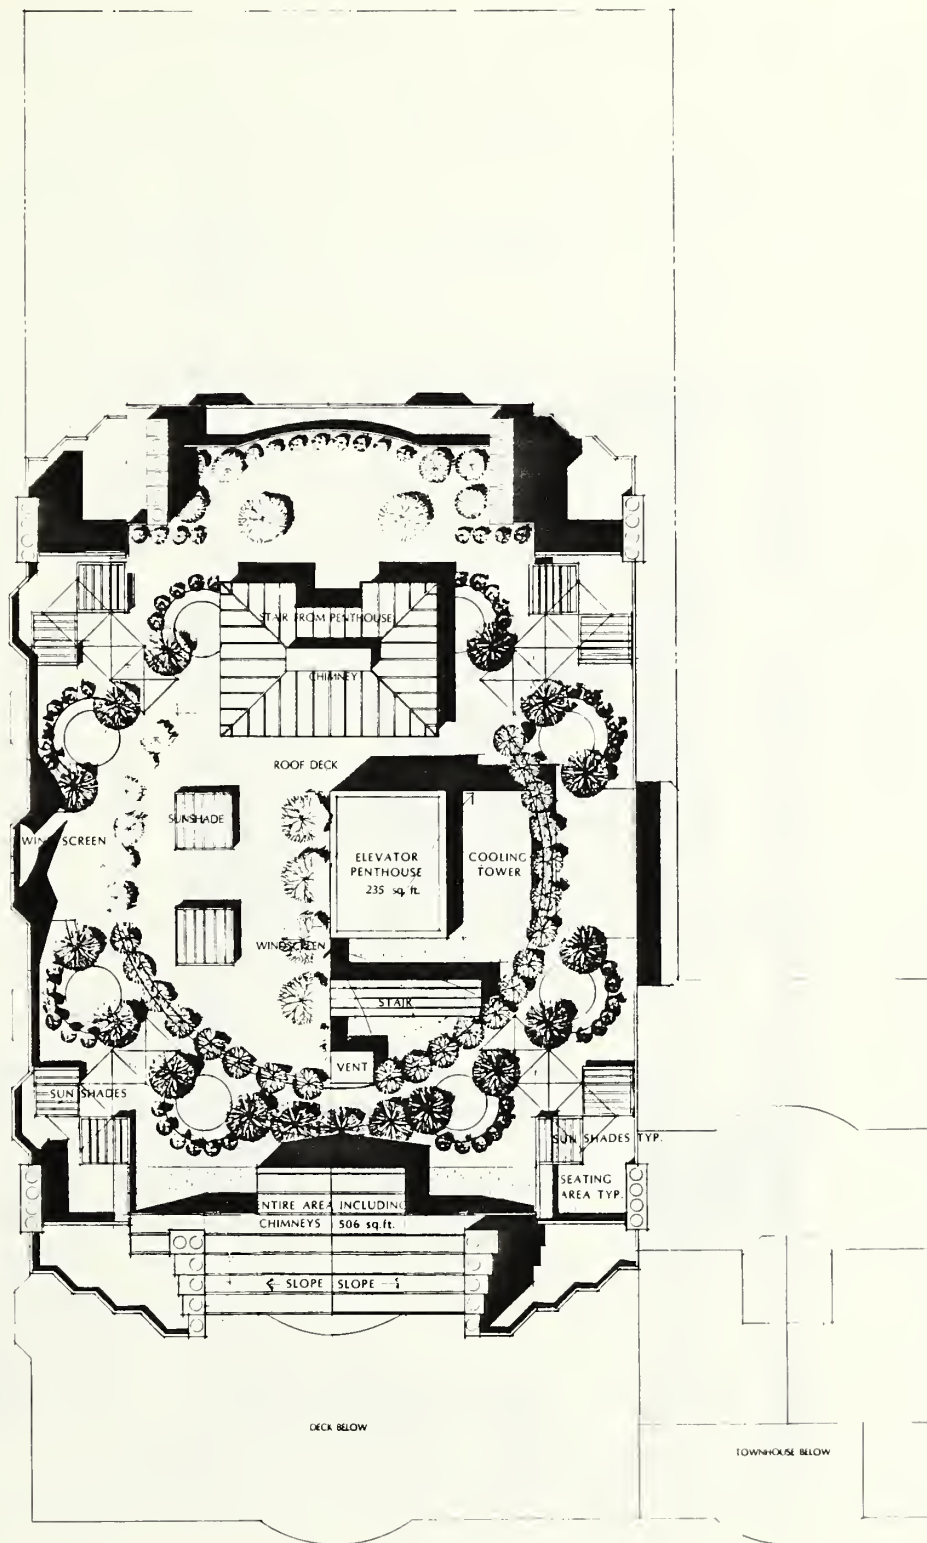 STAIR FROM PENTHOUSE
CHIMNEY
ROOF DECK
SUNSHADE
WIND SCREEN
ELEVATOR
PENTHOUSE
235 sq. ft.
COOLING
TOWER
WINDSCREEN
STAIR
VENT
SUN SHADES
SUN SHADES TYP.
SEATING
AREA TYP.
ENTIRE AREA INCLUDING
CHIMNEYS 506 sq.ft.
SLOPE SLOPE
DECK BELOW
TOWNHOUSE BELOW